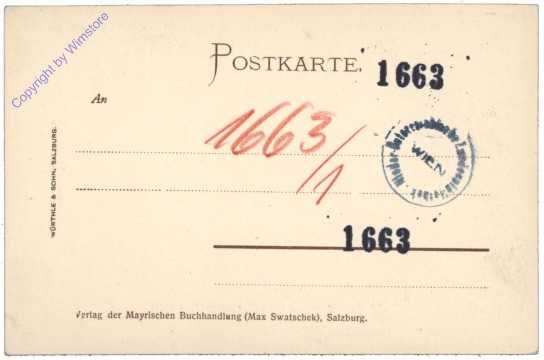 Copyright by Wimstore
POSTKARTE.
1663
An
1663/1
WIEN
WÜRTHLE & SOHN, SALZBURG.
1663
Verlag der Mayrischen Buchhandlung (Max Swatschek), Salzburg.